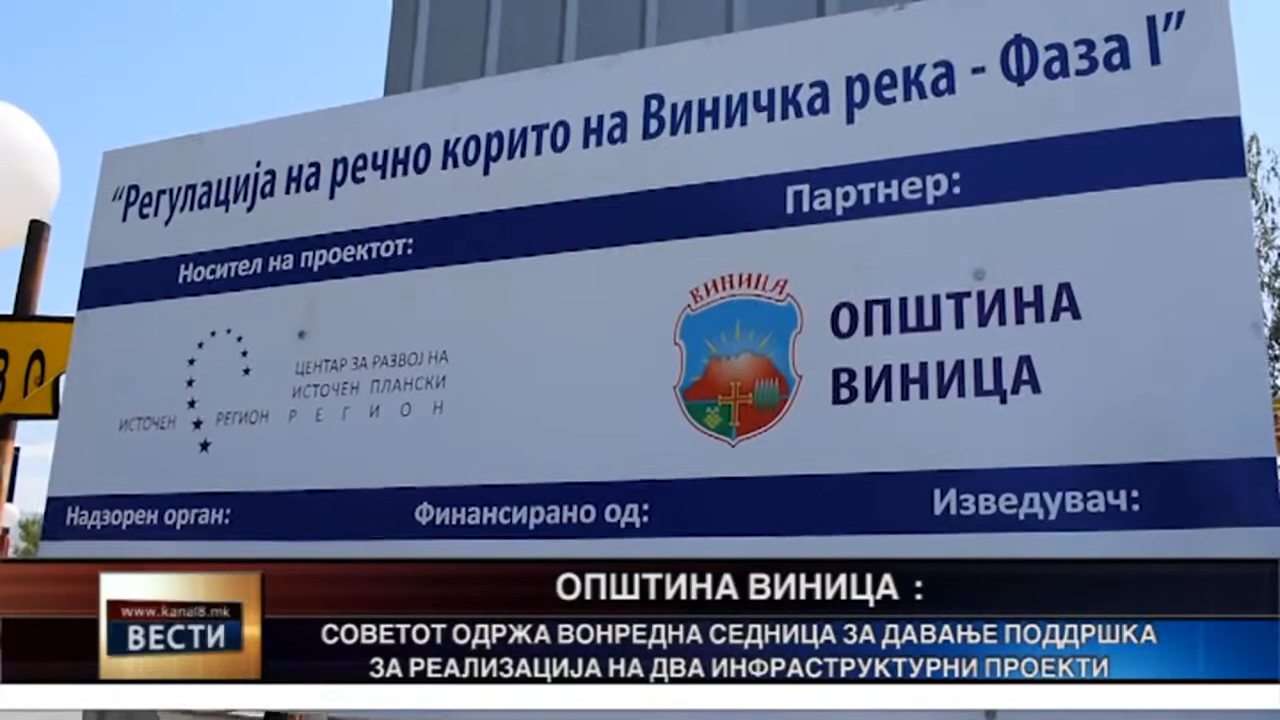 “Регулација на речно корито на Виничка река - Фаза I”
Носител на проектот:
Партнер:
ЦЕНТАР ЗА РАЗВОЈ НА
ИСТОЧЕН ПЛАНСКИ
ИСТОЧЕН РЕГИОН Р Е Г И О Н
ВИНИЦА
ОПШТИНА
ВИНИЦА
Надзорен орган:
Финансирано од:
Изведувач:
ОПШТИНА ВИНИЦА :
www.kanal8.mk
ВЕСТИ
СОВЕТОТ ОДРЖА ВОНРЕДНА СЕДНИЦА ЗА ДАВАЊЕ ПОДДРШКА
ЗА РЕАЛИЗАЦИЈА НА ДВА ИНФРАСТРУКТУРНИ ПРОЕКТИ